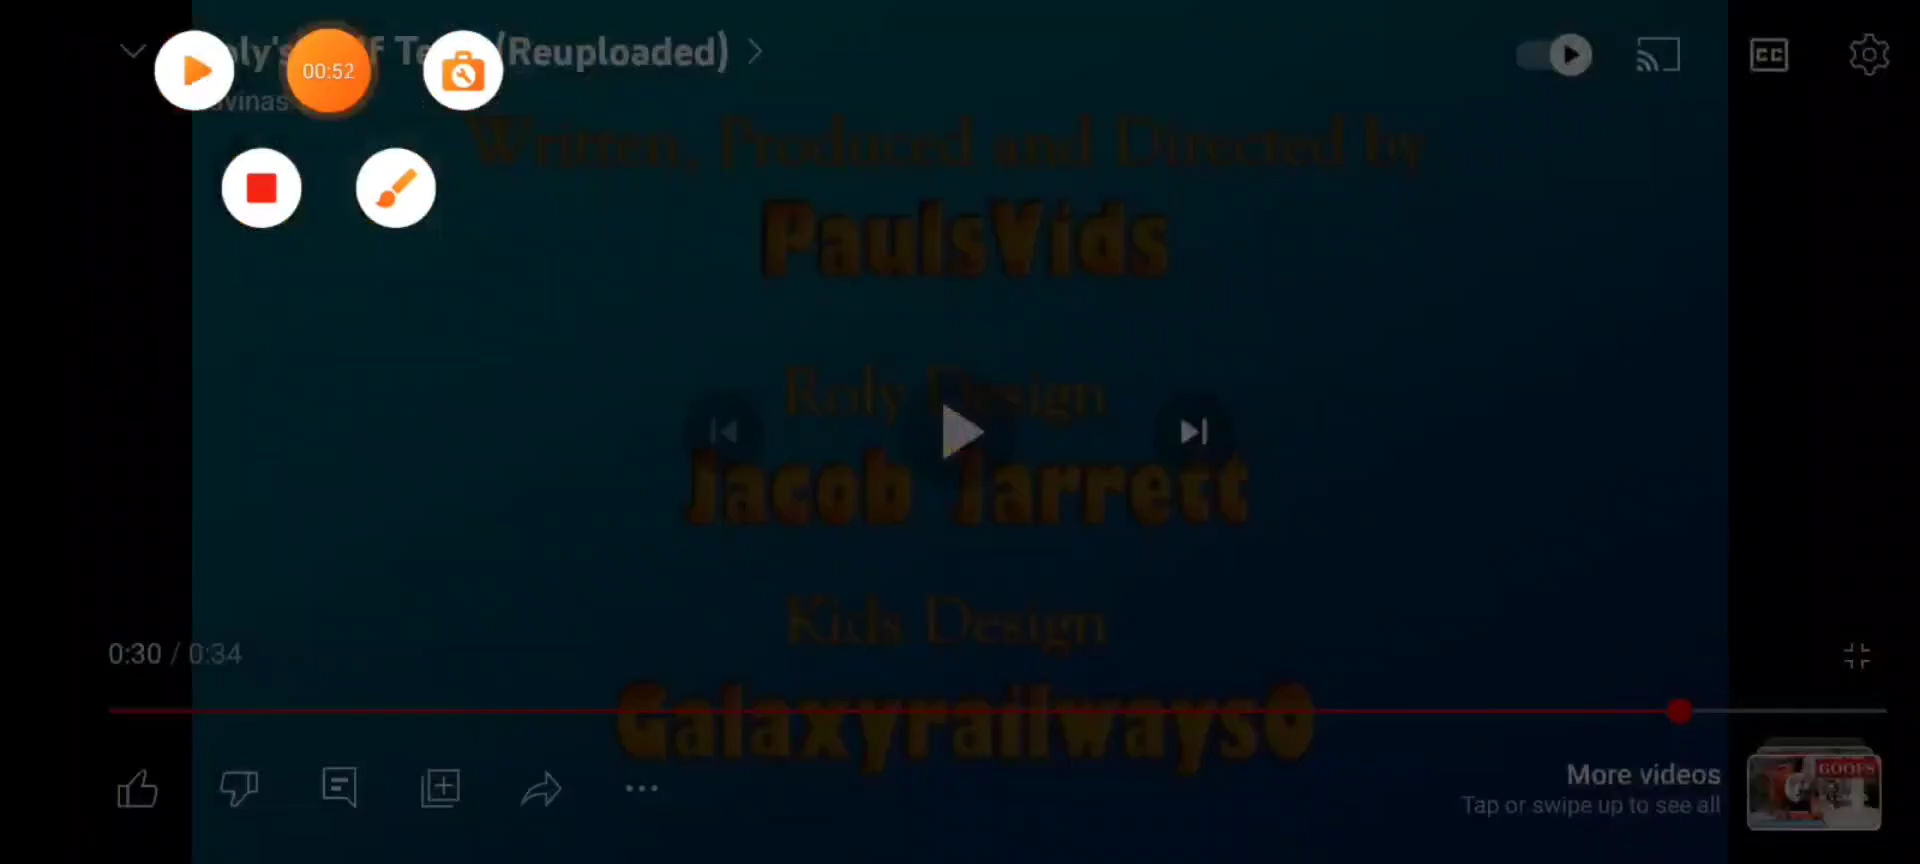 (Reuploaded)
00:52
Written, Produced and Directed by
PaulsVids
Roly Design
Jacob Jarrett
Kids Design
0:30 / 0:34
Galaxyrailways0
More videos
Tap or swipe up to see all
GOOFS
CC